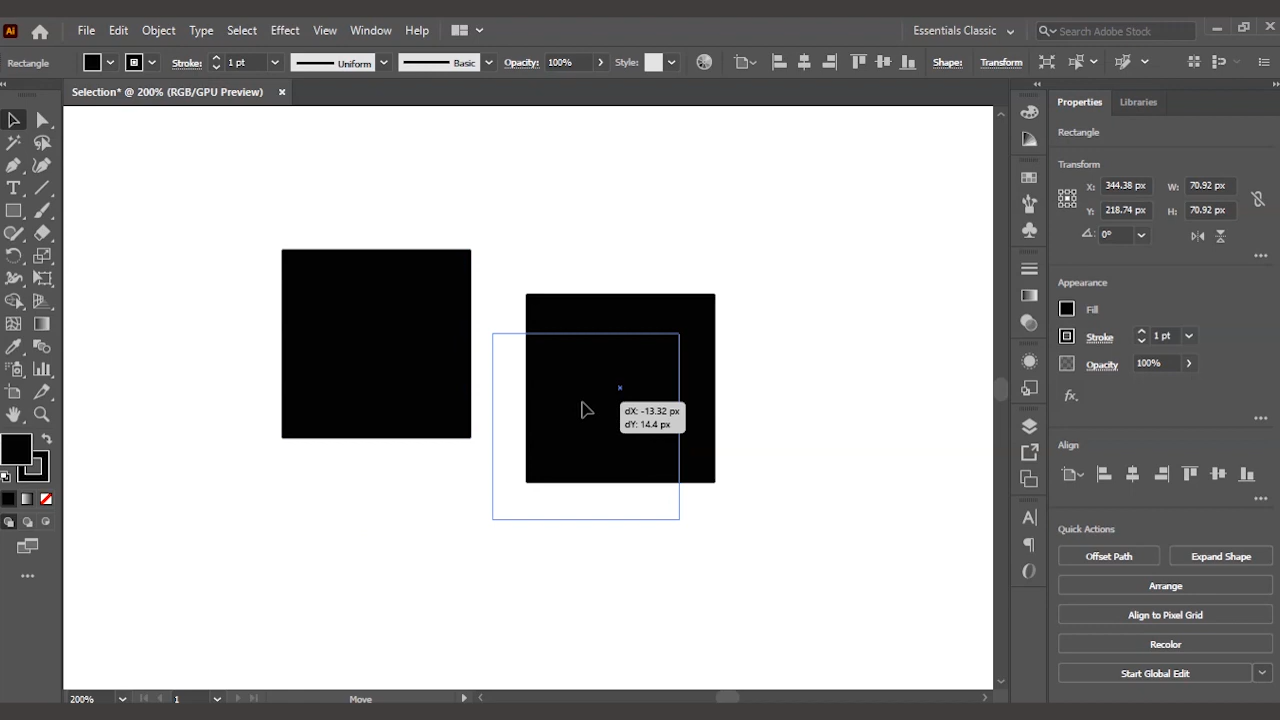 Ai File Edit Object Type Select Effect View Window Help Essentials Classic Search Adobe Stock
Rectangle Stroke: 1 pt Uniform Basic Opacity: 100% Style: Shape: Transform
Selection* @ 200% (RGB/GPU Preview) ×
Properties Libraries
Rectangle
Transform
X: 344.38 px W: 70.92 px
Y: 218.74 px H: 70.92 px
0°
Appearance
Fill
Stroke 1 pt
Opacity 100%
fx.
dX: -13.32 px
dY: 14.4 px
Align
Quick Actions
Offset Path Expand Shape
Arrange
Align to Pixel Grid
Recolor
Start Global Edit
200% 1 Move